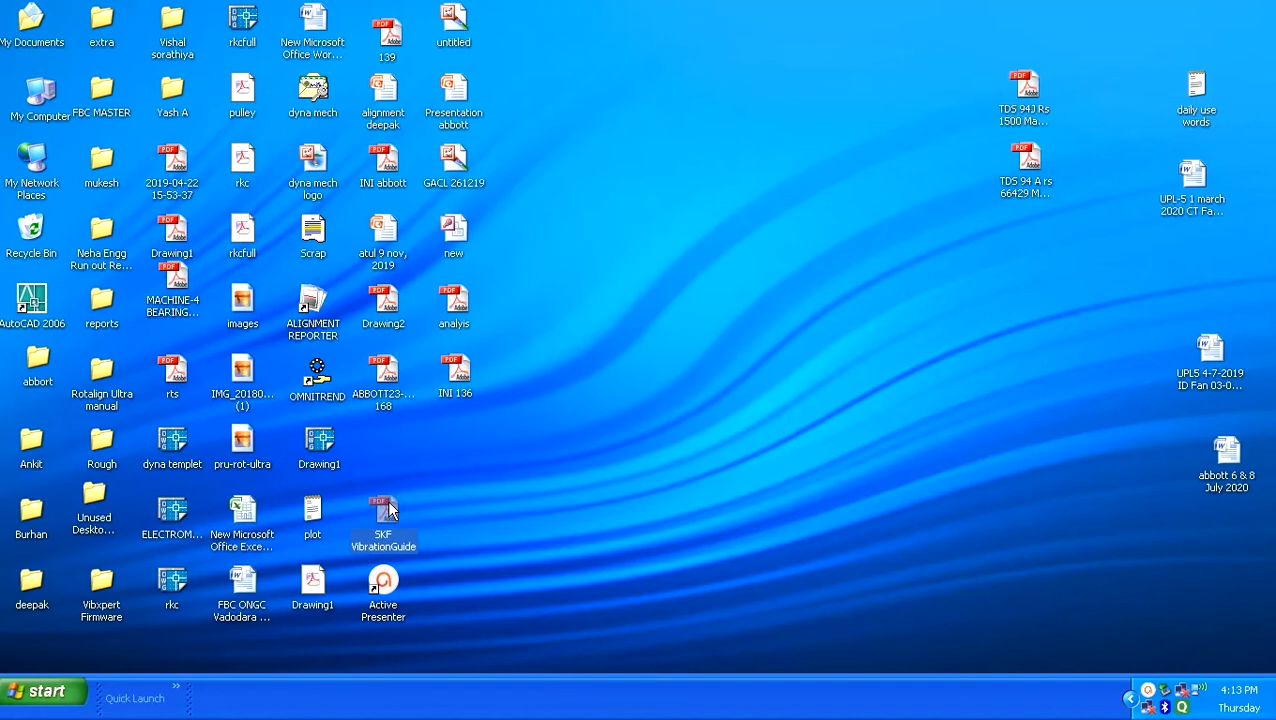 My Documents
extra
Vishal
sorathiya
rkcfull
New Microsoft
Office Wor...
139
untitled
My Computer
FBC MASTER
Yash A
pulley
dyna mech
alignment
deepak
Presentation
abbott
TDS 94J Rs
1500 Ma...
daily use
words
My Network
Places
mukesh
2019-04-22
15-53-37
rkc
dyna mech
logo
INI abbott
GACL 261219
TDS 94 A rs
66429 M...
UPL-5 1 march
2020 CT Fa...
Recycle Bin
Neha Engg
Run out Re...
Drawing1
rkcfull
Scrap
atul 9 nov,
2019
new
AutoCAD 2006
reports
MACHINE-4
BEARING...
images
ALIGNMENT
REPORTER
Drawing2
analyis
abbort
Rotalign Ultra
manual
rts
IMG_20180...
(1)
OMNITREND
ABBOTT23-...
168
INI 136
UPL5 4-7-2019
ID Fan 03-0...
Ankit
Rough
dyna templet
pru-rot-ultra
Drawing1
abbott 6 & 8
July 2020
Burhan
Unused
Deskto...
ELECTROM...
New Microsoft
Office Exce...
plot
SKF
VibrationGuide
deepak
Vibxpert
Firmware
rkc
FBC ONGC
Vadodara ...
Drawing1
Active
Presenter
start
Quick Launch
4:13 PM
Thursday